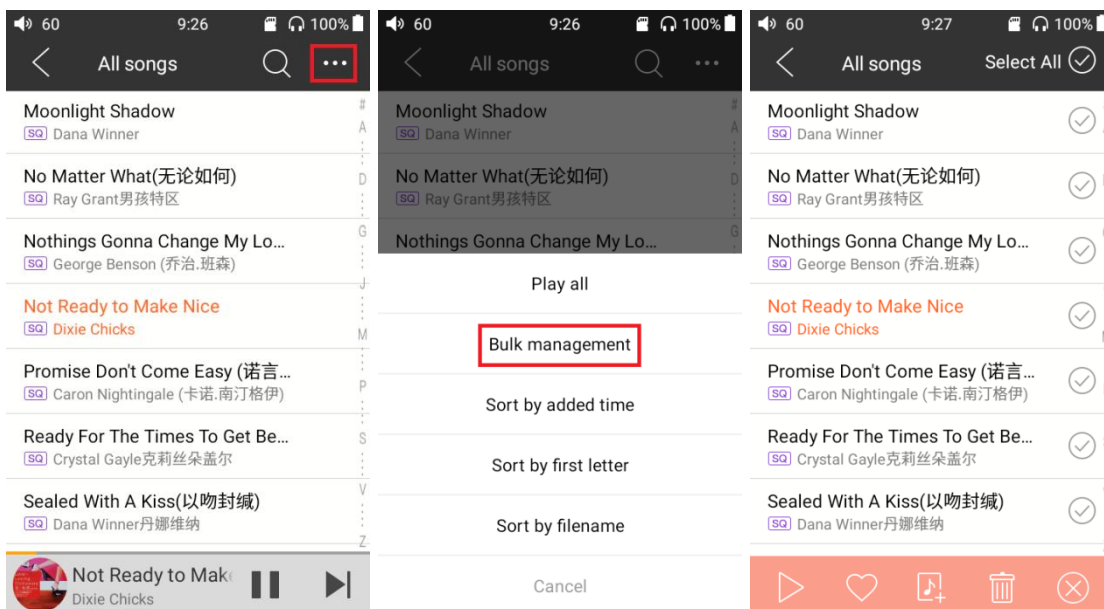 60 9:26 100%
All songs
Moonlight Shadow
SQ Dana Winner
No Matter What(无论如何)
SQ Ray Grant男孩特区
Nothings Gonna Change My Lo...
SQ George Benson (乔治.班森)
Not Ready to Make Nice
SQ Dixie Chicks
Promise Don't Come Easy (诺言...
SQ Caron Nightingale (卡诺.南汀格伊)
Ready For The Times To Get Be...
SQ Crystal Gayle克莉丝朵盖尔
Sealed With A Kiss(以吻封缄)
SQ Dana Winner丹娜维纳
#
A
D
G
J
M
P
S
V
Z
Not Ready to Mak
Dixie Chicks
60 9:26 100%
All songs
Moonlight Shadow
SQ Dana Winner
No Matter What(无论如何)
SQ Ray Grant男孩特区
Nothings Gonna Change My Lo...
#
A
D
G
Play all
Bulk management
Sort by added time
Sort by first letter
Sort by filename
Cancel
60 9:27 100%
All songs Select All
Moonlight Shadow
SQ Dana Winner
No Matter What(无论如何)
SQ Ray Grant男孩特区
Nothings Gonna Change My Lo...
SQ George Benson (乔治.班森)
Not Ready to Make Nice
SQ Dixie Chicks
Promise Don't Come Easy (诺言...
SQ Caron Nightingale (卡诺.南汀格伊)
Ready For The Times To Get Be...
SQ Crystal Gayle克莉丝朵盖尔
Sealed With A Kiss(以吻封缄)
SQ Dana Winner丹娜维纳